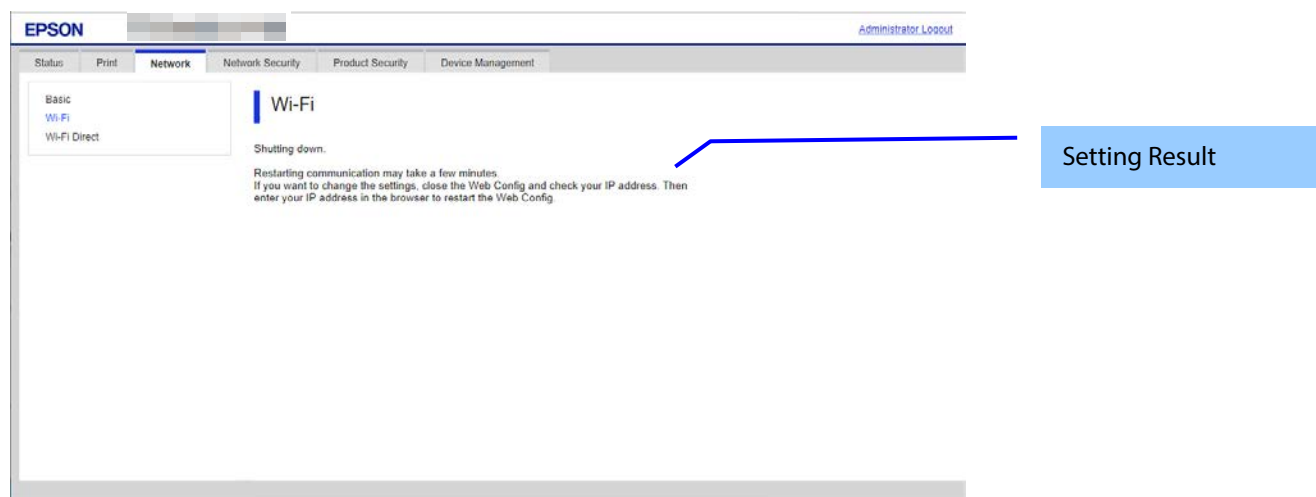 EPSON
Administrator Logout
Status Print Network Network Security Product Security Device Management
Basic
Wi-Fi
Wi-Fi Direct
Wi-Fi
Shutting down.
Restarting communication may take a few minutes.
If you want to change the settings, close the Web Config and check your IP address. Then
enter your IP address in the browser to restart the Web Config.
Setting Result